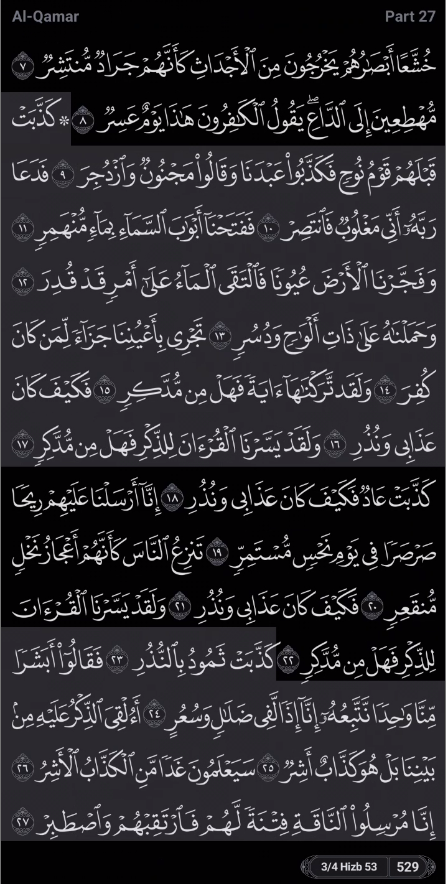 Al-Qamar Part 27
خُشَّعًا أَبْصَٰرُهُمْ يَخْرُجُونَ مِنَ ٱلْأَجْدَاثِ كَأَنَّهُمْ جَرَادٌ مُّنتَشِرٌ ٧
مُّهْطِعِينَ إِلَى ٱلدَّاعِ ۖ يَقُولُ ٱلْكَٰفِرُونَ هَٰذَا يَوْمٌ عَسِرٌ ٨ ۞ كَذَّبَتْ
قَبْلَهُمْ قَوْمُ نُوحٍ فَكَذَّبُوا۟ عَبْدَنَا وَقَالُوا۟ مَجْنُونٌ وَٱزْدُجِرَ ٩ فَدَعَا
رَبَّهُۥٓ أَنِّى مَغْلُوبٌ فَٱنتَصِرْ ١٠ فَفَتَحْنَآ أَبْوَٰبَ ٱلسَّمَآءِ بِمَآءٍ مُّنْهَمِرٍ ١١
وَفَجَّرْنَا ٱلْأَرْضَ عُيُونًا فَٱلْتَقَى ٱلْمَآءُ عَلَىٰٓ أَمْرٍ قَدْ قُدِرَ ١٢
وَحَمَلْنَٰهُ عَلَىٰ ذَاتِ أَلْوَٰحٍ وَدُسُرٍ ١٣ تَجْرِى بِأَعْيُنِنَا جَزَآءً لِّمَن كَانَ
كُفِرَ ١٤ وَلَقَد تَّرَكْنَٰهَآ ءَايَةً فَهَلْ مِن مُّدَّكِرٍ ١٥ فَكَيْفَ كَانَ
عَذَابِى وَنُذُرِ ١٦ وَلَقَدْ يَسَّرْنَا ٱلْقُرْءَانَ لِلذِّكْرِ فَهَلْ مِن مُّدَّكِرٍ ١٧
كَذَّبَتْ عَادٌ فَكَيْفَ كَانَ عَذَابِى وَنُذُرِ ١٨ إِنَّآ أَرْسَلْنَا عَلَيْهِمْ رِيحًا
صَرْصَرًا فِى يَوْمِ نَحْسٍ مُّسْتَمِرٍّ ١٩ تَنزِعُ ٱلنَّاسَ كَأَنَّهُمْ أَعْجَازُ نَخْلٍ
مُّنقَعِرٍ ٢٠ فَكَيْفَ كَانَ عَذَابِى وَنُذُرِ ٢١ وَلَقَدْ يَسَّرْنَا ٱلْقُرْءَانَ
لِلذِّكْرِ فَهَلْ مِن مُّدَّكِرٍ ٢٢ كَذَّبَتْ ثَمُودُ بِٱلنُّذُرِ ٢٣ فَقَالُوٓا۟ أَبَشَرًا
مِّنَّا وَٰحِدًا نَّتَّبِعُهُۥٓ إِنَّآ إِذًا لَّفِى ضَلَٰلٍ وَسُعُرٍ ٢٤ أَءُلْقِىَ ٱلذِّكْرُ عَلَيْهِ مِنۢ
بَيْنِنَا بَلْ هُوَ كَذَّابٌ أَشِرٌ ٢٥ سَيَعْلَمُونَ غَدًا مَّنِ ٱلْكَذَّابُ ٱلْأَشِرُ ٢٦
إِنَّا مُرْسِلُوا۟ ٱلنَّاقَةِ فِتْنَةً لَّهُمْ فَٱرْتَقِبْهُمْ وَٱصْطَبِرْ ٢٧
3/4 Hizb 53 529